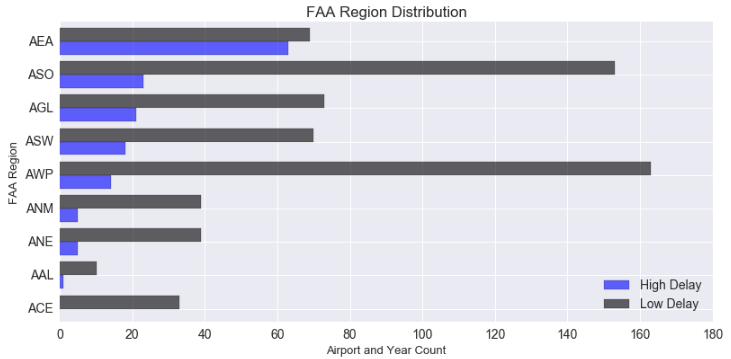 FAA Region Distribution
FAA Region
AEA
ASO
AGL
ASW
AWP
ANM
ANE
AAL
ACE
High Delay
Low Delay
0 20 40 60 80 100 120 140 160 180
Airport and Year Count